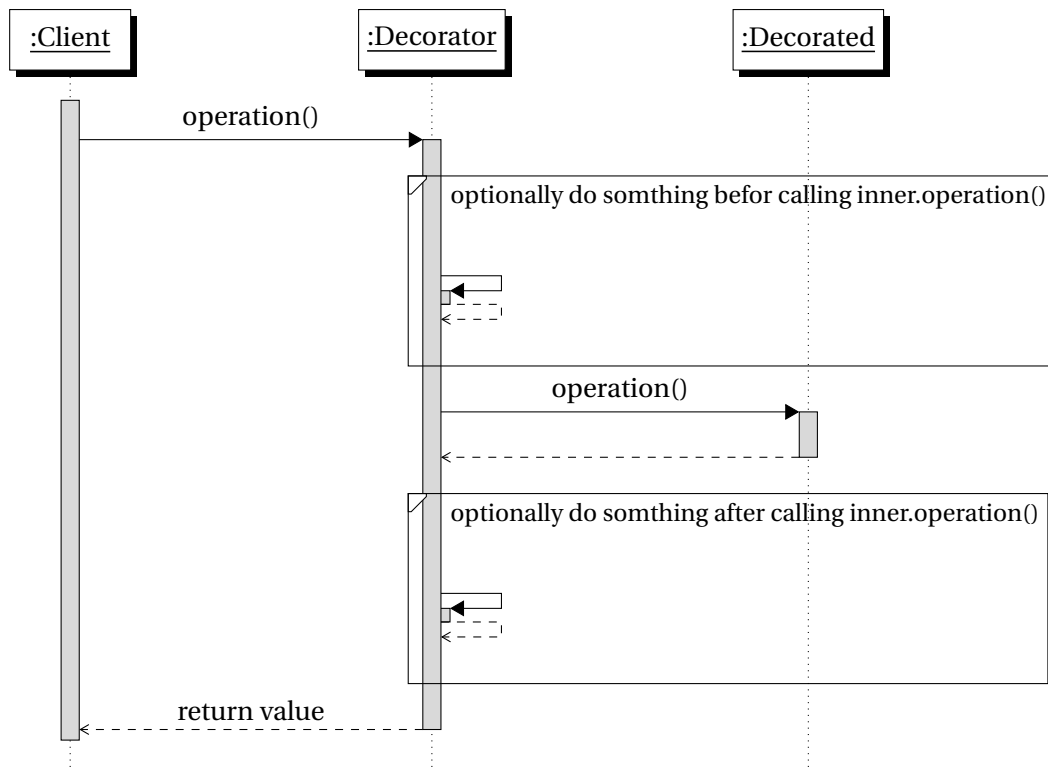 :Client
:Decorator
:Decorated
operation()
optionally do somthing befor calling inner.operation()
operation()
optionally do somthing after calling inner.operation()
return value